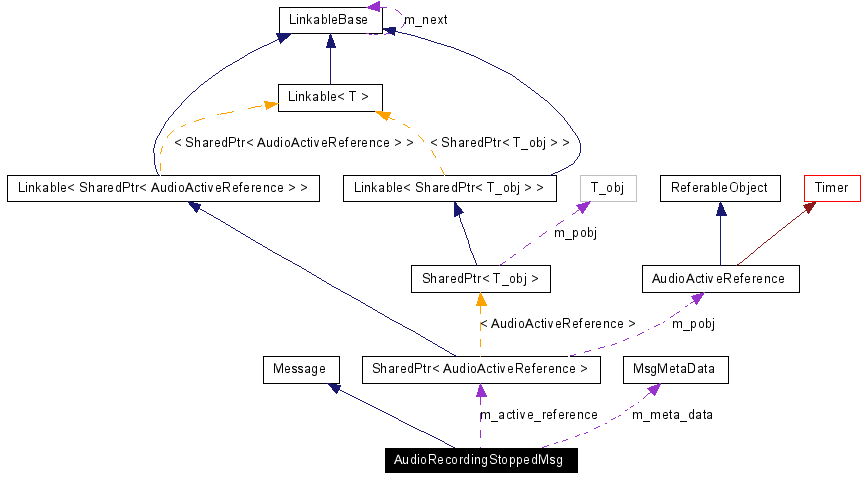 LinkableBase
m_next
Linkable< T >
< SharedPtr< AudioActiveReference > >
< SharedPtr< T_obj > >
Linkable< SharedPtr< AudioActiveReference > >
Linkable< SharedPtr< T_obj > >
T_obj
ReferableObject
Timer
m_pobj
SharedPtr< T_obj >
AudioActiveReference
< AudioActiveReference >
m_pobj
Message
SharedPtr< AudioActiveReference >
MsgMetaData
m_active_reference
m_meta_data
AudioRecordingStoppedMsg